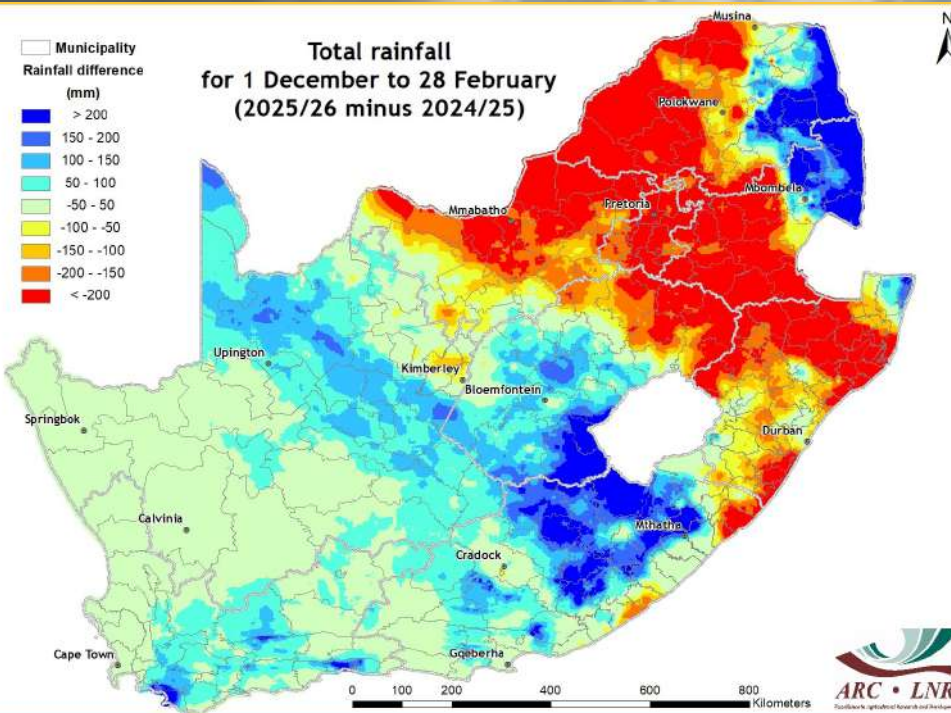 Total rainfall
for 1 December to 28 February
(2025/26 minus 2024/25)
Municipality
Rainfall difference
(mm)
> 200
150 - 200
100 - 150
50 - 100
-50 - 50
-100 - -50
-150 - -100
-200 - -150
< -200
N
Musina
Polokwane
Mbombela
Pretoria
Mmabatho
Upington
Kimberley
Bloemfontein
Springbok
Durban
Calvinia
Mthatha
Cradock
Cape Town
Gqeberha
0 100 200 400 600 800
Kilometers
ARC • LNR